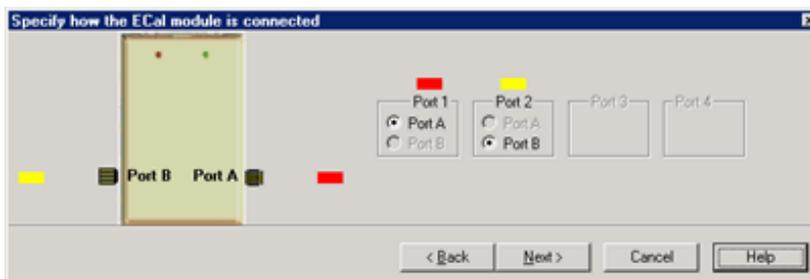 Specify how the ECal module is connected
Port B Port A
Port 1
Port A
Port B
Port 2
Port A
Port B
Port 3
Port 4
< Back
Next >
Cancel
Help